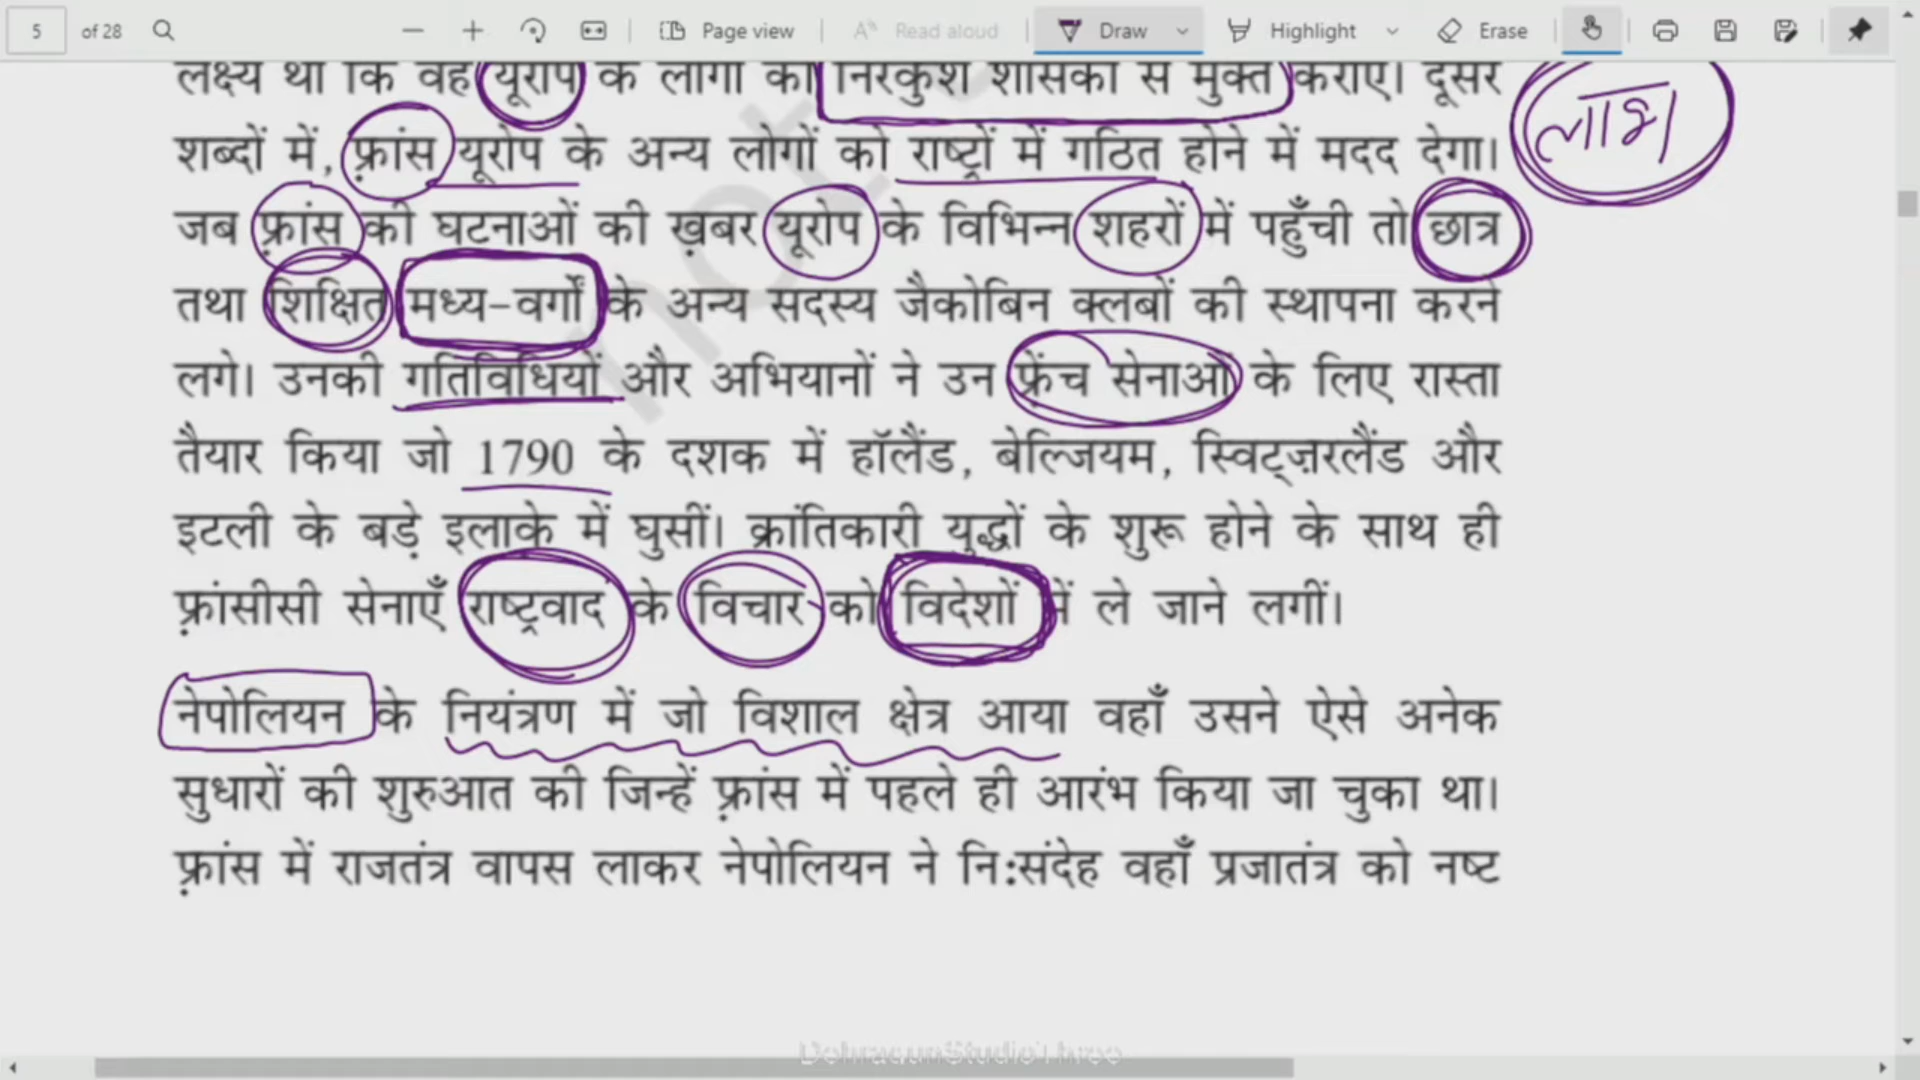 5 of 28 Page view Read aloud Draw Highlight Erase
लक्ष्य था कि वह यूरोप के लोगों को निरंकुश शासकों से मुक्त कराए। दूसरे
लाभ
शब्दों में, फ़्रांस यूरोप के अन्य लोगों को राष्ट्रों में गठित होने में मदद देगा।
जब फ़्रांस की घटनाओं की ख़बर यूरोप के विभिन्न शहरों में पहुँची तो छात्र
तथा शिक्षित मध्य-वर्गों के अन्य सदस्य जैकोबिन क्लबों की स्थापना करने
लगे। उनकी गतिविधियों और अभियानों ने उन फ्रेंच सेनाओं के लिए रास्ता
तैयार किया जो 1790 के दशक में हॉलैंड, बेल्जियम, स्विट्ज़रलैंड और
इटली के बड़े इलाके में घुसीं। क्रांतिकारी युद्धों के शुरू होने के साथ ही
फ़्रांसीसी सेनाएँ राष्ट्रवाद के विचार को विदेशों में ले जाने लगीं।
नेपोलियन के नियंत्रण में जो विशाल क्षेत्र आया वहाँ उसने ऐसे अनेक
सुधारों की शुरुआत की जिन्हें फ़्रांस में पहले ही आरंभ किया जा चुका था।
फ़्रांस में राजतंत्र वापस लाकर नेपोलियन ने नि:संदेह वहाँ प्रजातंत्र को नष्ट
not